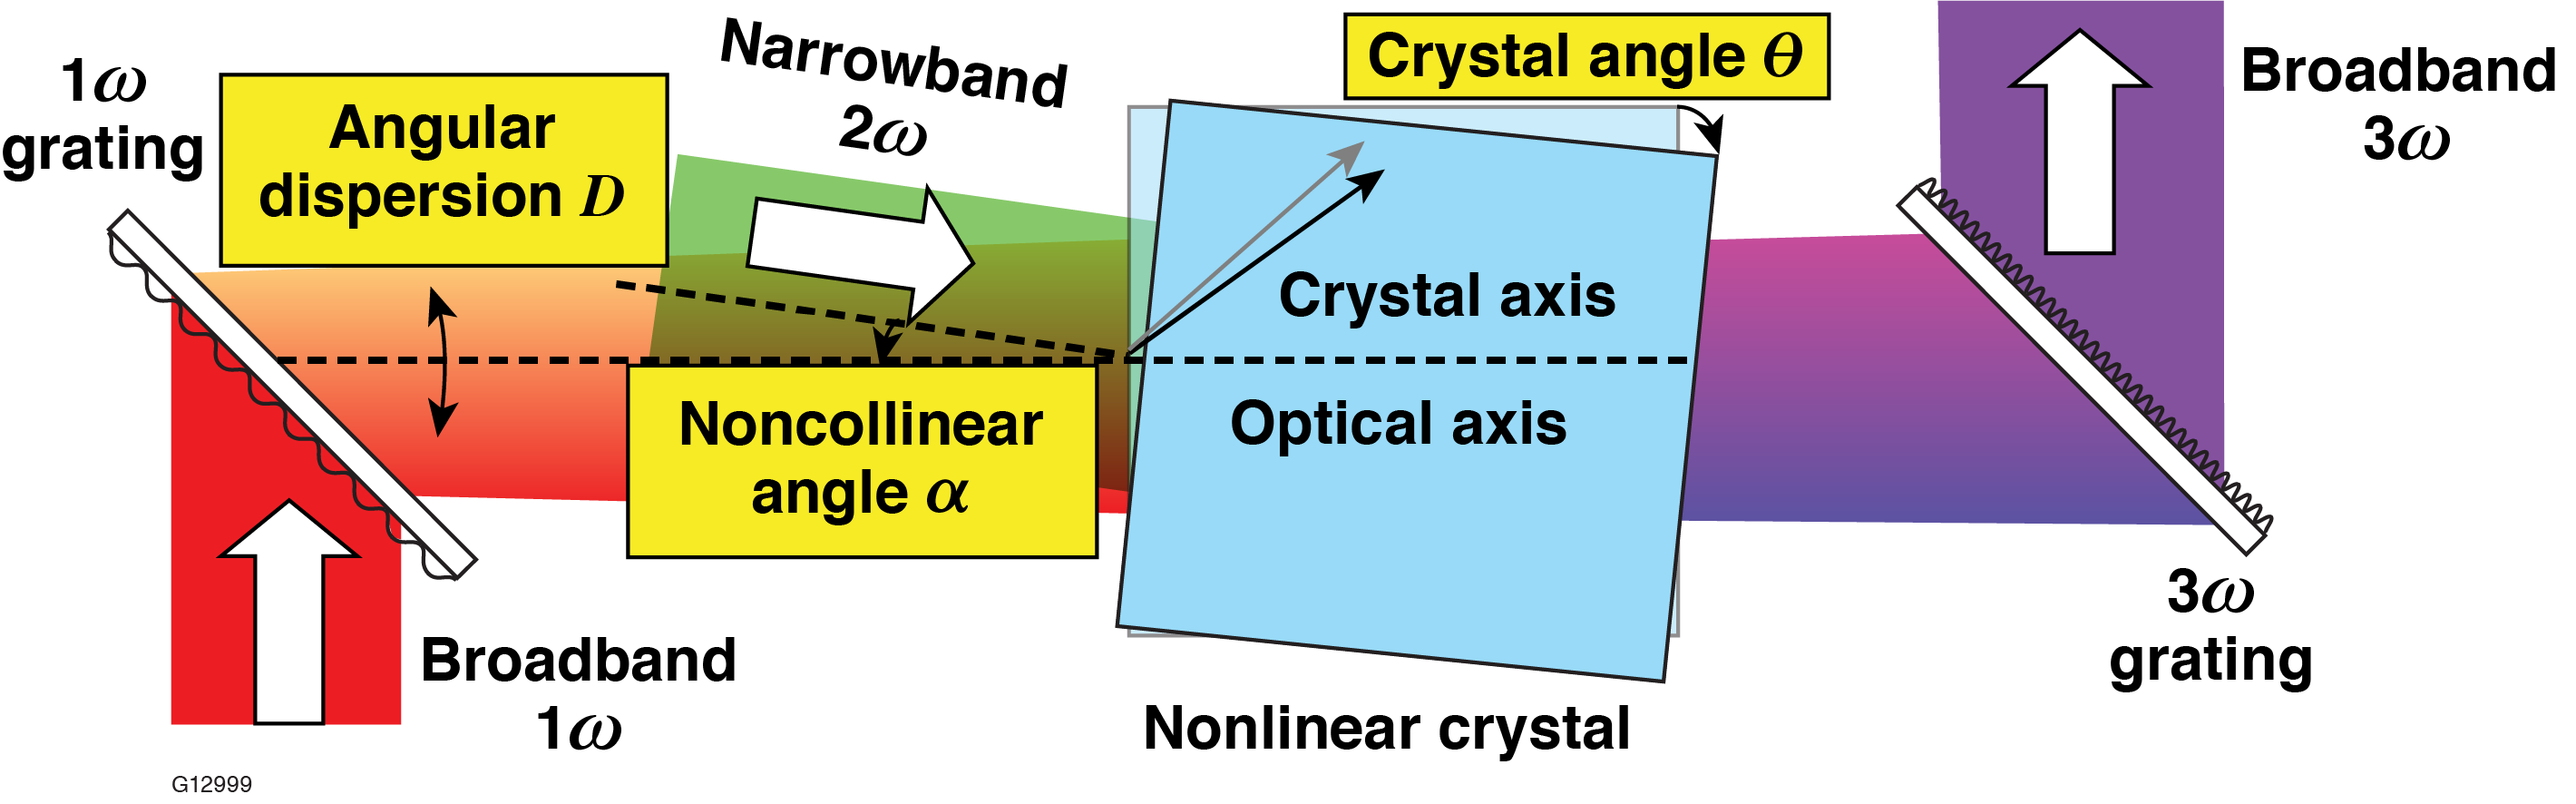 1ω
grating
Angular
dispersion D
Narrowband
2ω
Crystal angle θ
Broadband
3ω
Crystal axis
Optical axis
Noncollinear
angle α
Broadband
1ω
Nonlinear crystal
3ω
grating
G12999